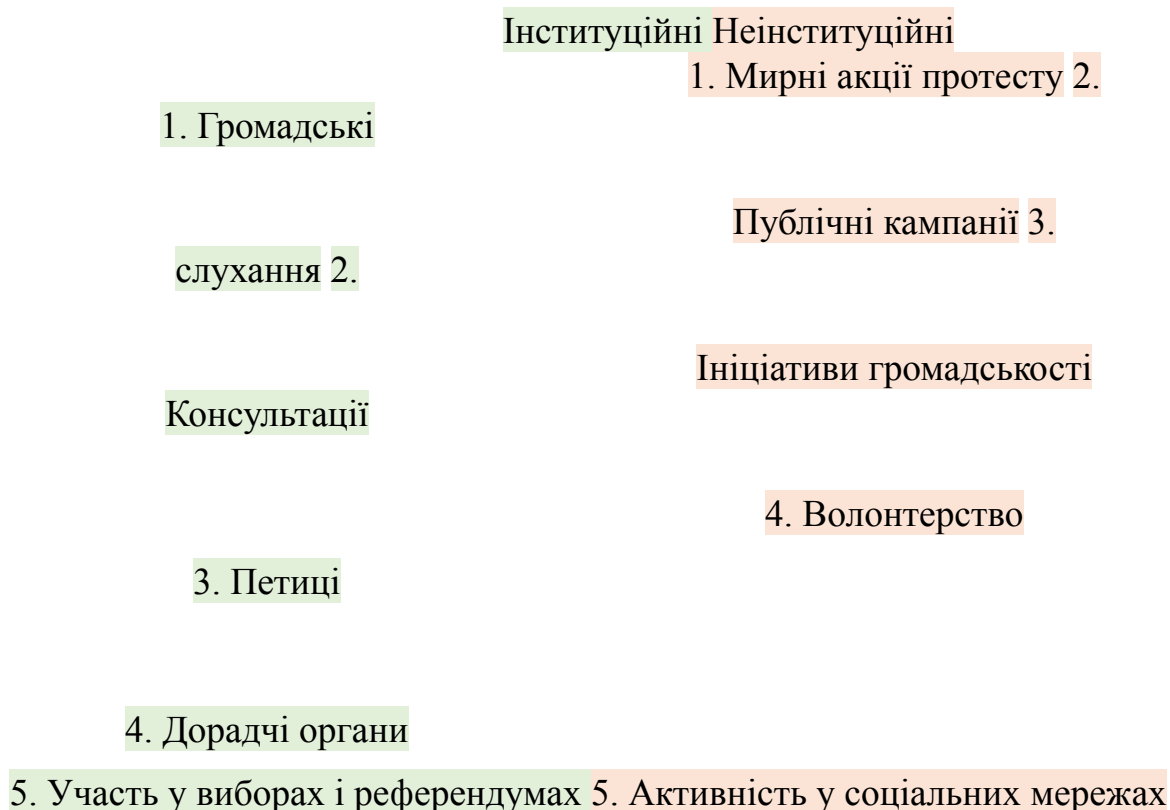 Інституційні Неінституційні
1. Мирні акції протесту 2.
1. Громадські
Публічні кампанії 3.
слухання 2.
Ініціативи громадськості
Консультації
4. Волонтерство
3. Петиці
4. Дорадчі органи
5. Участь у виборах і референдумах 5. Активність у соціальних мережах